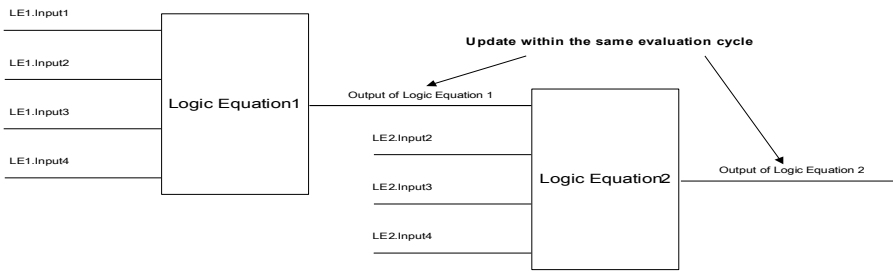 LE1.Input1
LE1.Input2
LE1.Input3
LE1.Input4
Logic Equation1
Update within the same evaluation cycle
Output of Logic Equation 1
LE2.Input2
LE2.Input3
LE2.Input4
Logic Equation2
Output of Logic Equation 2